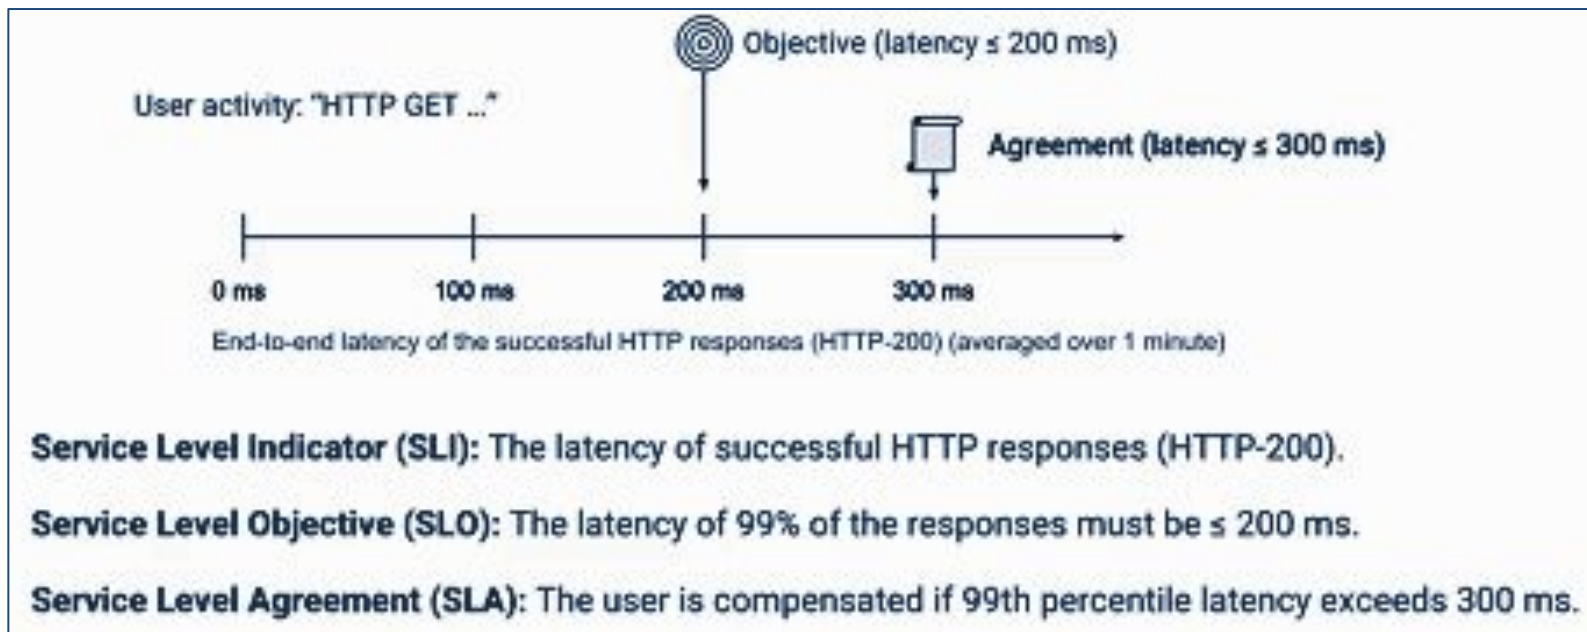 Objective (latency ≤ 200 ms)
User activity: "HTTP GET ..."
Agreement (latency ≤ 300 ms)
0 ms 100 ms 200 ms 300 ms
End-to-end latency of the successful HTTP responses (HTTP-200) (averaged over 1 minute)
Service Level Indicator (SLI): The latency of successful HTTP responses (HTTP-200).
Service Level Objective (SLO): The latency of 99% of the responses must be ≤ 200 ms.
Service Level Agreement (SLA): The user is compensated if 99th percentile latency exceeds 300 ms.